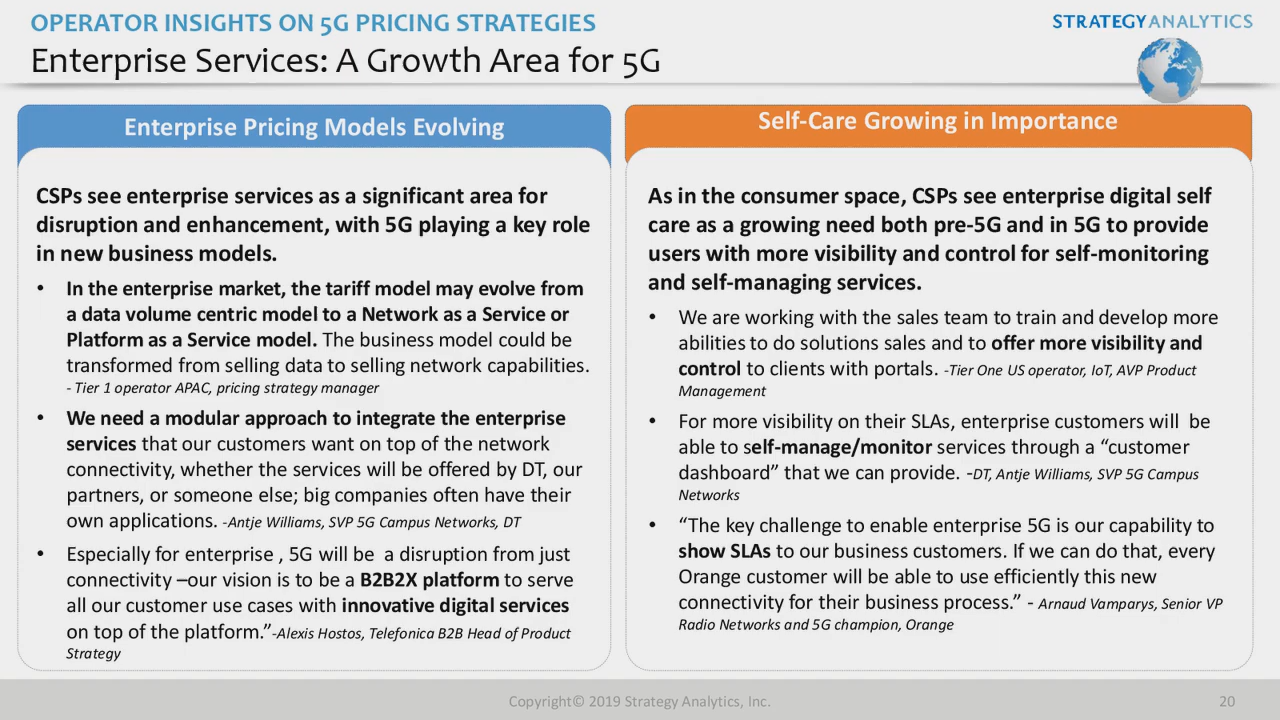 OPERATOR INSIGHTS ON 5G PRICING STRATEGIES
STRATEGYANALYTICS
Enterprise Services: A Growth Area for 5G
Enterprise Pricing Models Evolving
CSPs see enterprise services as a significant area for
disruption and enhancement, with 5G playing a key role
in new business models.
• In the enterprise market, the tariff model may evolve from
a data volume centric model to a Network as a Service or
Platform as a Service model. The business model could be
transformed from selling data to selling network capabilities.
- Tier 1 operator APAC, pricing strategy manager
• We need a modular approach to integrate the enterprise
services that our customers want on top of the network
connectivity, whether the services will be offered by DT, our
partners, or someone else; big companies often have their
own applications. -Antje Williams, SVP 5G Campus Networks, DT
• Especially for enterprise , 5G will be  a disruption from just
connectivity –our vision is to be a B2B2X platform to serve
all our customer use cases with innovative digital services
on top of the platform.”-Alexis Hostos, Telefonica B2B Head of Product
Strategy
Self-Care Growing in Importance
As in the consumer space, CSPs see enterprise digital self
care as a growing need both pre-5G and in 5G to provide
users with more visibility and control for self-monitoring
and self-managing services.
• We are working with the sales team to train and develop more
abilities to do solutions sales and to offer more visibility and
control to clients with portals. -Tier One US operator, IoT, AVP Product
Management
• For more visibility on their SLAs, enterprise customers will  be
able to self-manage/monitor services through a “customer
dashboard” that we can provide. -DT, Antje Williams, SVP 5G Campus
Networks
• “The key challenge to enable enterprise 5G is our capability to
show SLAs to our business customers. If we can do that, every
Orange customer will be able to use efficiently this new
connectivity for their business process.” - Arnaud Vamparys, Senior VP
Radio Networks and 5G champion, Orange
Copyright© 2019 Strategy Analytics, Inc.
20